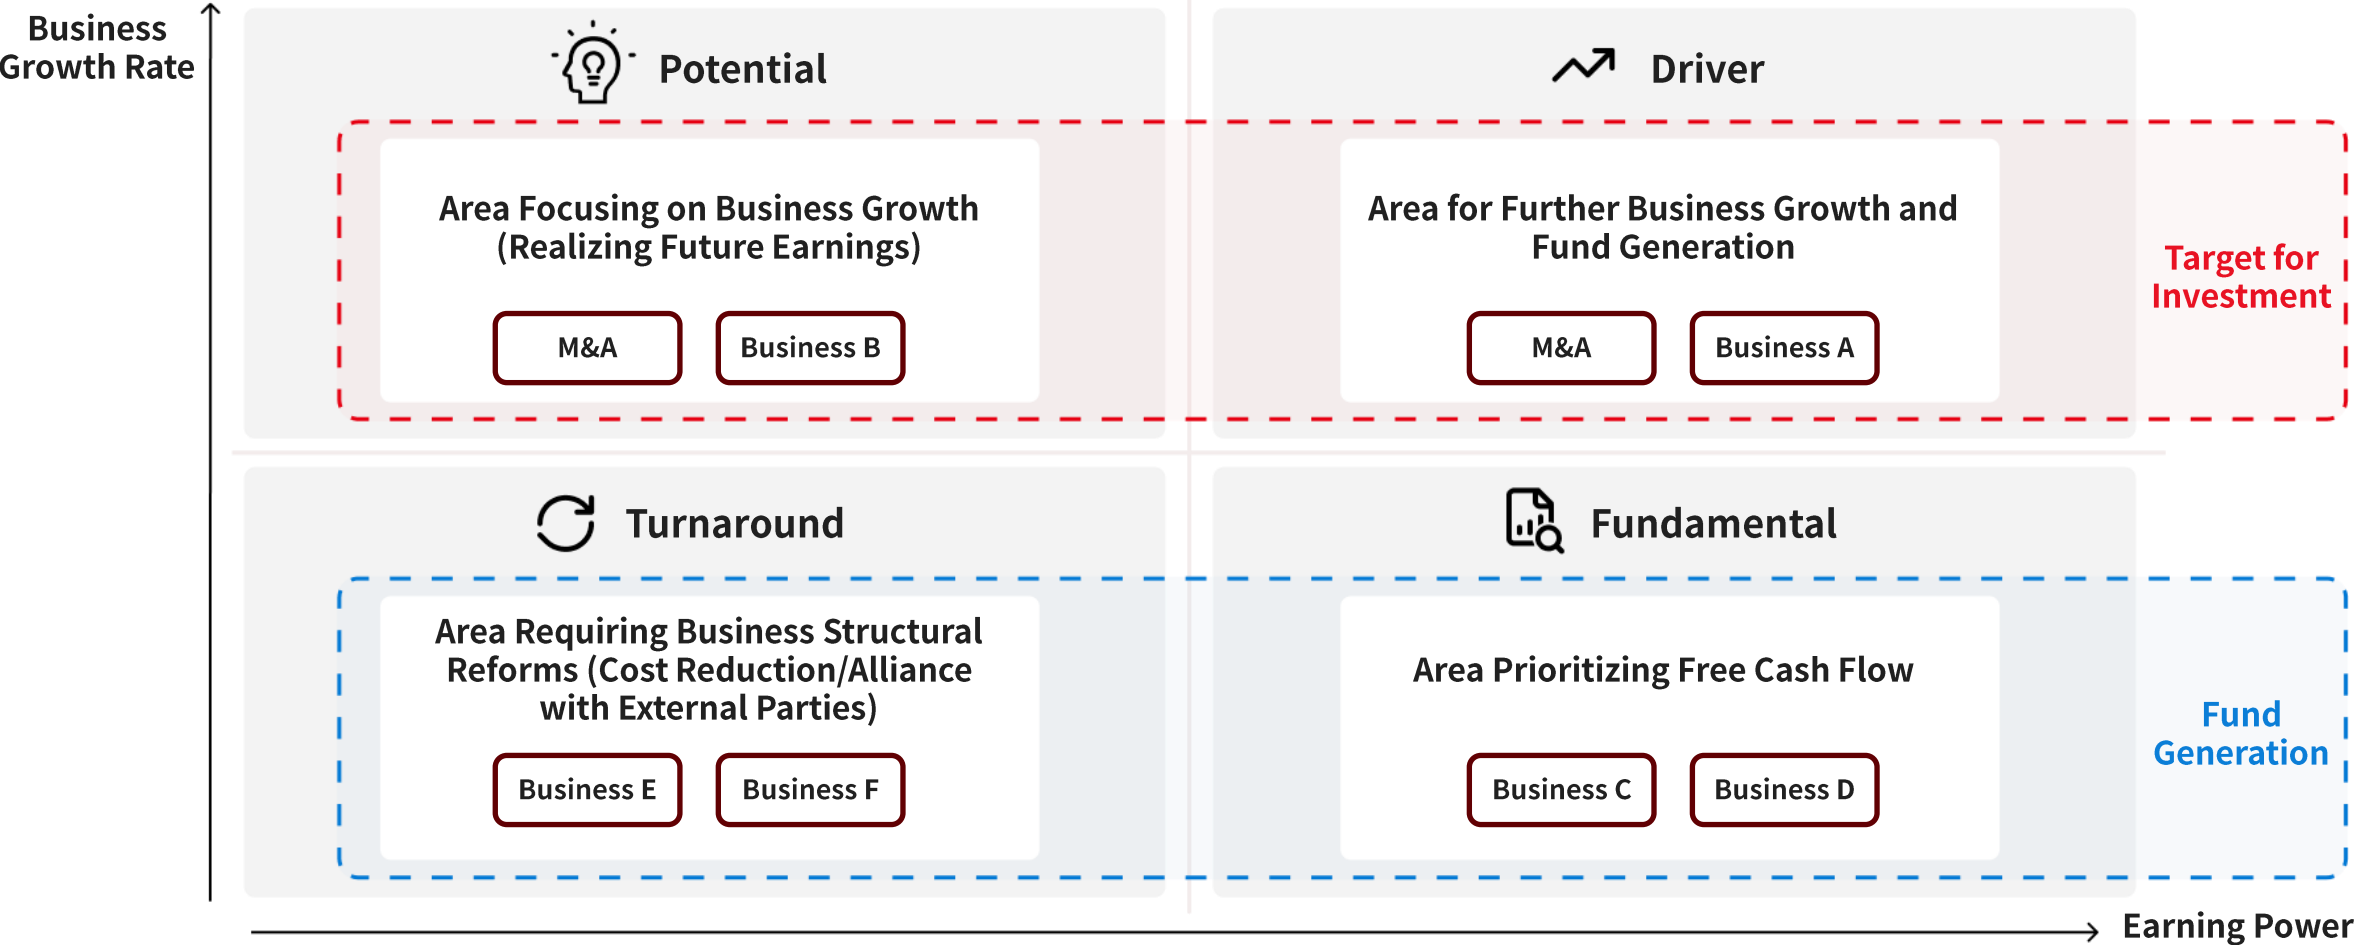 Business
Growth Rate
Potential
Area Focusing on Business Growth
(Realizing Future Earnings)
M&A
Business B
Driver
Area for Further Business Growth and
Fund Generation
M&A
Business A
Target for
Investment
Turnaround
Area Requiring Business Structural
Reforms (Cost Reduction/Alliance
with External Parties)
Business E
Business F
Fundamental
Area Prioritizing Free Cash Flow
Business C
Business D
Fund
Generation
Earning Power